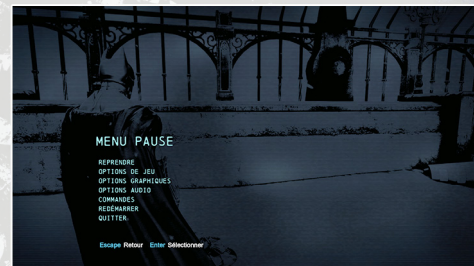 MENU PAUSE
REPRENDRE
OPTIONS DE JEU
OPTIONS GRAPHIQUES
OPTIONS AUDIO
COMMANDES
REDÉMARRER
QUITTER
Escape Retour Enter Sélectionner